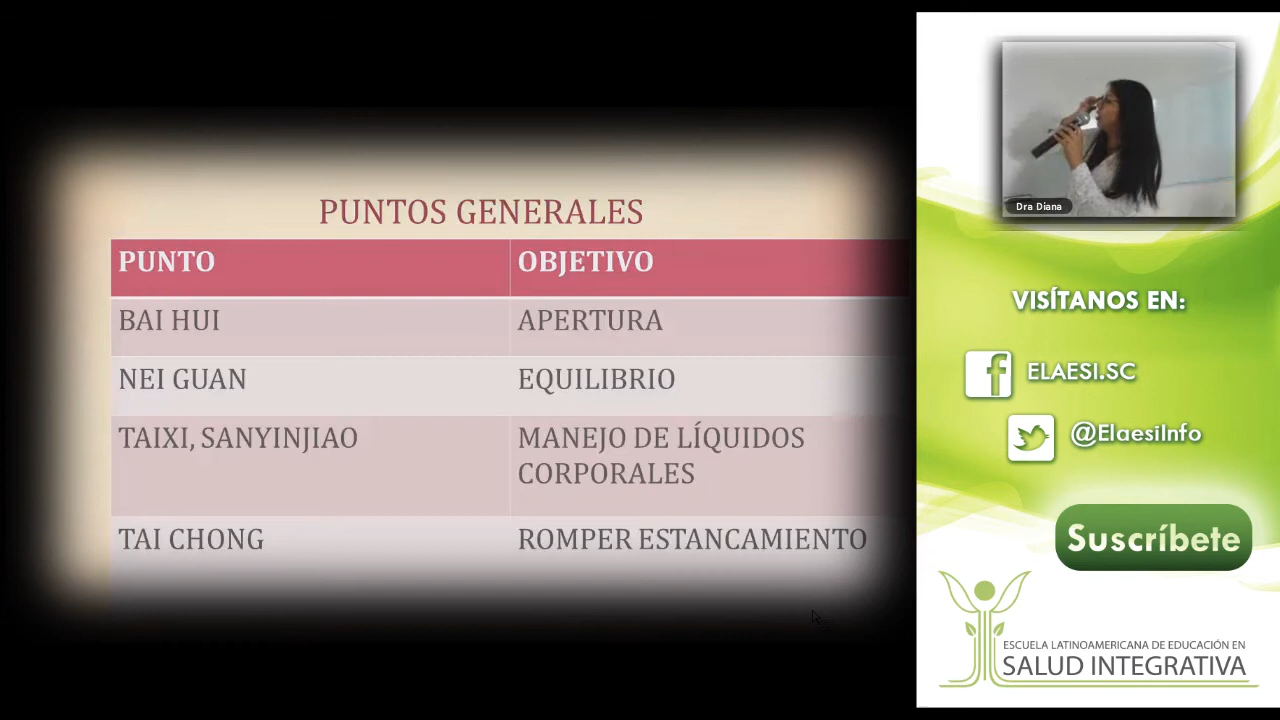 PUNTOS GENERALES
PUNTO OBJETIVO
BAI HUI APERTURA
NEI GUAN EQUILIBRIO
TAIXI, SANYINJIAO MANEJO DE LÍQUIDOS
CORPORALES
TAI CHONG ROMPER ESTANCAMIENTO
Dra Diana
VISÍTANOS EN:
f ELAESI.SC
@ElaesiInfo
Suscríbete
ESCUELA LATINOAMERICANA DE EDUCACIÓN EN
SALUD INTEGRATIVA